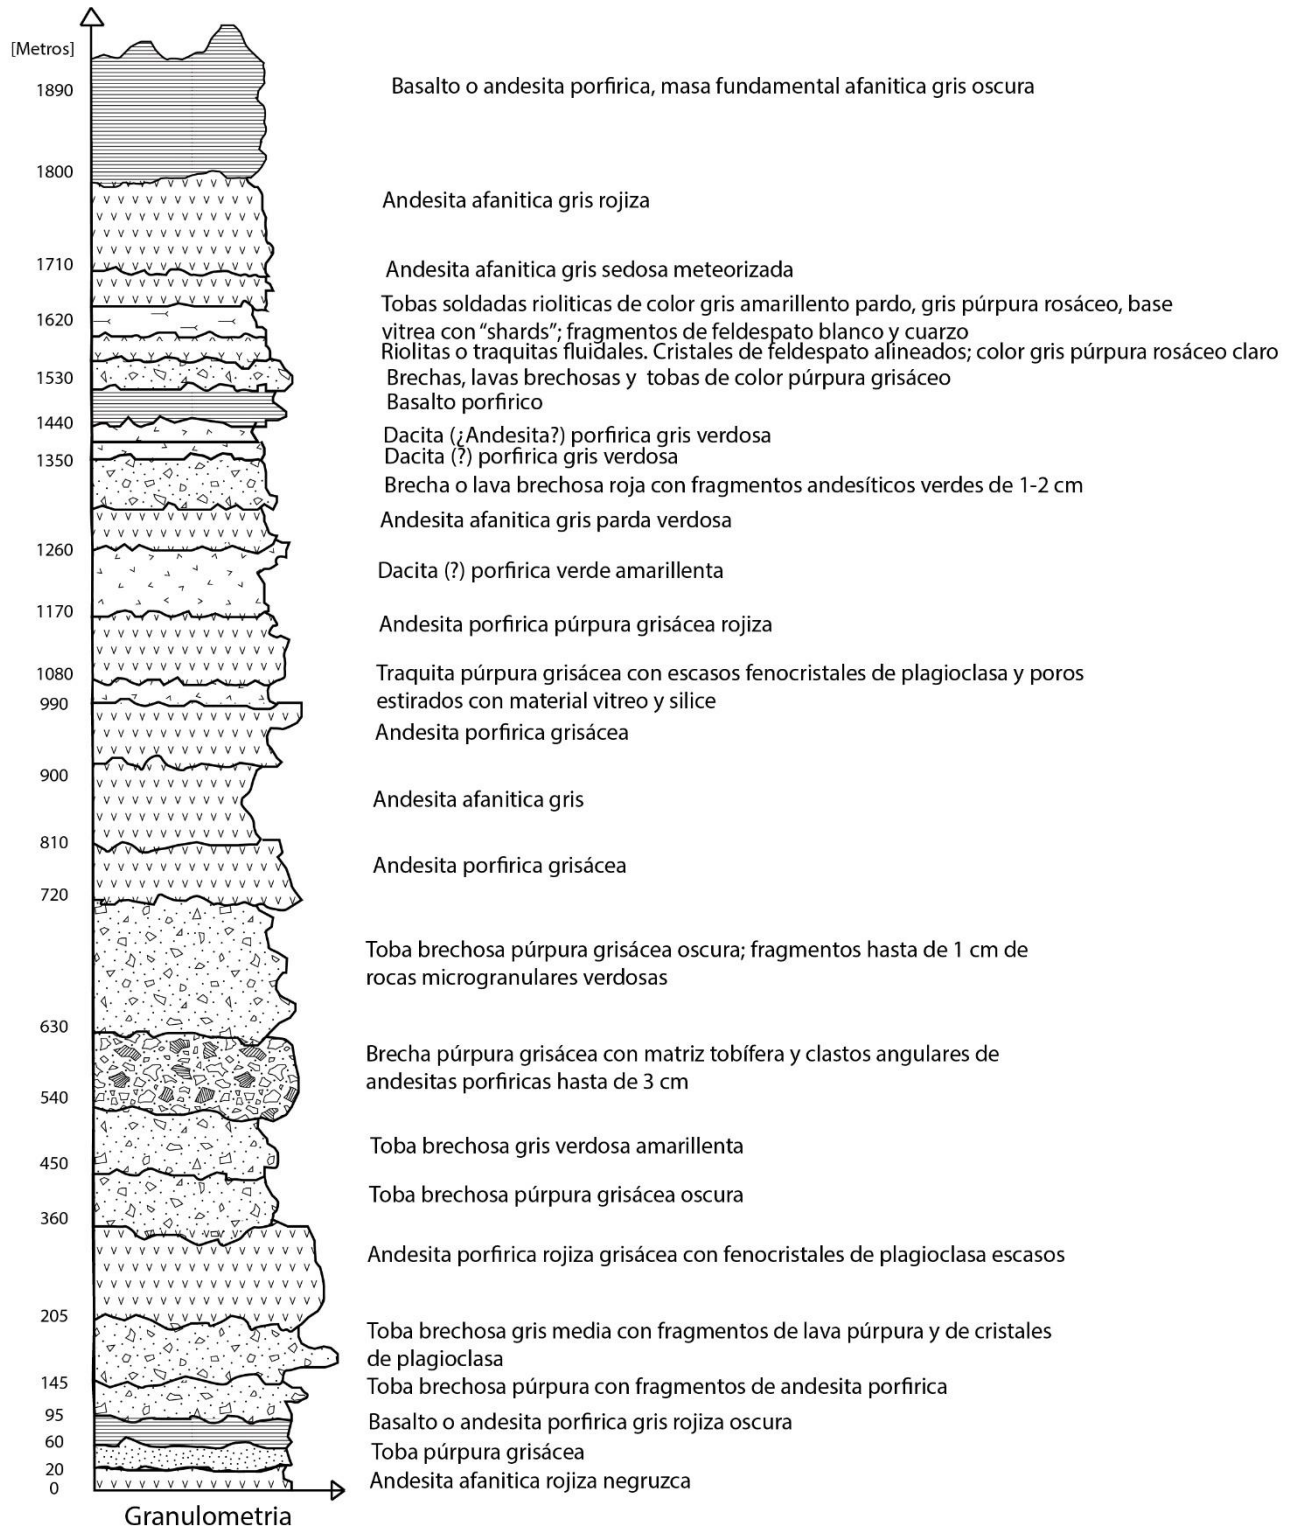 [Metros]
1890
Basalto o andesita porfirica, masa fundamental afanitica gris oscura
1800
Andesita afanitica gris rojiza
1710
Andesita afanitica gris sedosa meteorizada
Tobas soldadas rioliticas de color gris amarillento pardo, gris púrpura rosáceo, base
1620
vitrea con “shards”; fragmentos de feldespato blanco y cuarzo
Riolitas o traquitas fluidales. Cristales de feldespato alineados; color gris púrpura rosáceo claro
1530
Brechas, lavas brechosas y tobas de color púrpura grisáceo
Basalto porfirico
1440
Dacita (¿Andesita?) porfirica gris verdosa
Dacita (?) porfirica gris verdosa
1350
Brecha o lava brechosa roja con fragmentos andesíticos verdes de 1-2 cm
Andesita afanitica gris parda verdosa
1260
Dacita (?) porfirica verde amarillenta
1170
Andesita porfirica púrpura grisácea rojiza
1080
Traquita púrpura grisácea con escasos fenocristales de plagioclasa y poros
estirados con material vitreo y silice
990
Andesita porfirica grisácea
900
Andesita afanitica gris
810
Andesita porfirica grisácea
720
Toba brechosa púrpura grisácea oscura; fragmentos hasta de 1 cm de
rocas microgranulares verdosas
630
Brecha púrpura grisácea con matriz tobífera y clastos angulares de
andesitas porfiricas hasta de 3 cm
540
Toba brechosa gris verdosa amarillenta
450
Toba brechosa púrpura grisácea oscura
360
Andesita porfirica rojiza grisácea con fenocristales de plagioclasa escasos
205
Toba brechosa gris media con fragmentos de lava púrpura y de cristales
de plagioclasa
145
Toba brechosa púrpura con fragmentos de andesita porfirica
95
Basalto o andesita porfirica gris rojiza oscura
60
Toba púrpura grisácea
20
Andesita afanitica rojiza negruzca
0
Granulometria